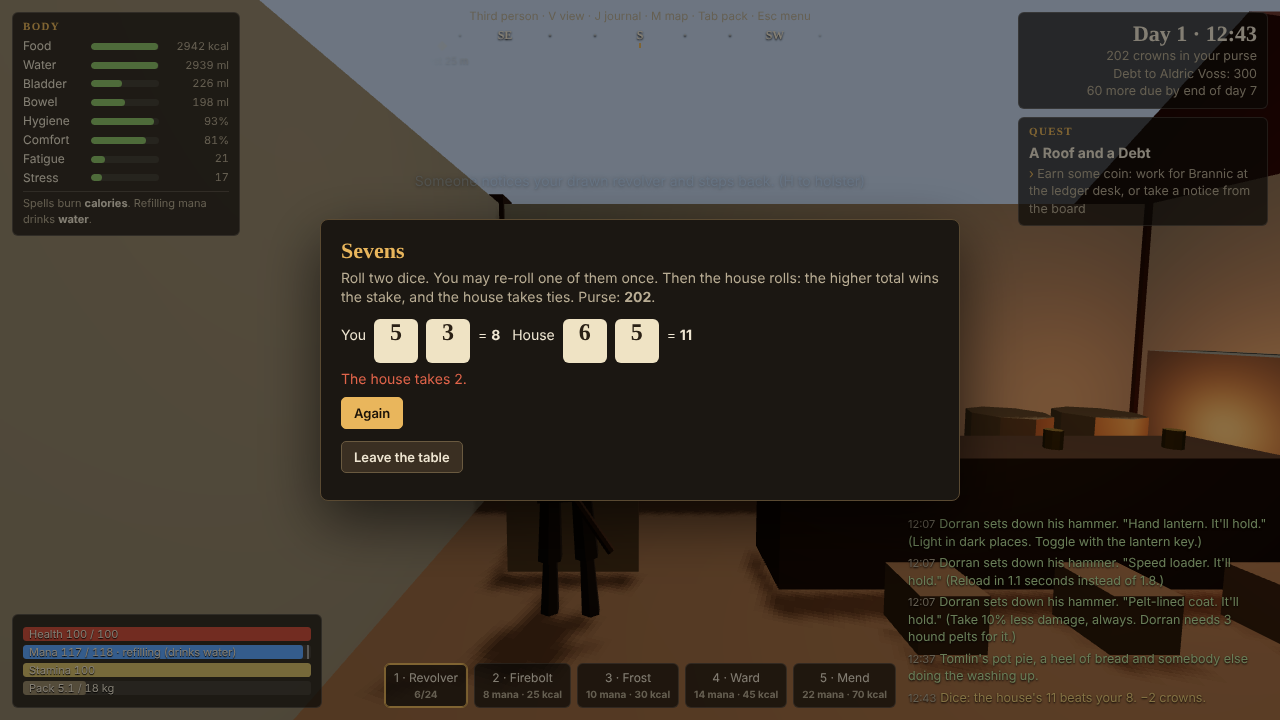 BODY
Food 2942 kcal
Water 2939 ml
Bladder 226 ml
Bowel 198 ml
Hygiene 93%
Comfort 81%
Fatigue 21
Stress 17
Spells burn calories. Refilling mana
drinks water.
Third person · V view · J journal · M map · Tab pack · Esc menu
SE S SW
Someone notices your drawn revolver and steps back. (H to holster)
Day 1 · 12:43
202 crowns in your purse
Debt to Aldric Voss: 300
60 more due by end of day 7
QUEST
A Roof and a Debt
› Earn some coin: work for Brannic at
the ledger desk, or take a notice from
the board
Sevens
Roll two dice. You may re-roll one of them once. Then the house rolls: the higher total wins
the stake, and the house takes ties. Purse: 202.
You 5 3 = 8 House 6 5 = 11
The house takes 2.
Again
Leave the table
12:07 Dorran sets down his hammer. "Hand lantern. It'll hold."
(Light in dark places. Toggle with the lantern key.)
12:07 Dorran sets down his hammer. "Speed loader. It'll
hold." (Reload in 1.1 seconds instead of 1.8.)
12:07 Dorran sets down his hammer. "Pelt-lined coat. It'll
hold." (Take 10% less damage, always. Dorran needs 3
hound pelts for it.)
12:37 Tomlin's pot pie, a heel of bread and somebody else
doing the washing up.
12:43 Dice: the house's 11 beats your 8. −2 crowns.
Health 100 / 100
Mana 117 / 118 · refilling (drinks water)
Stamina 100
Pack 5.1 / 18 kg
1 · Revolver
6/24
2 · Firebolt
8 mana · 25 kcal
3 · Frost
10 mana · 30 kcal
4 · Ward
14 mana · 45 kcal
5 · Mend
22 mana · 70 kcal